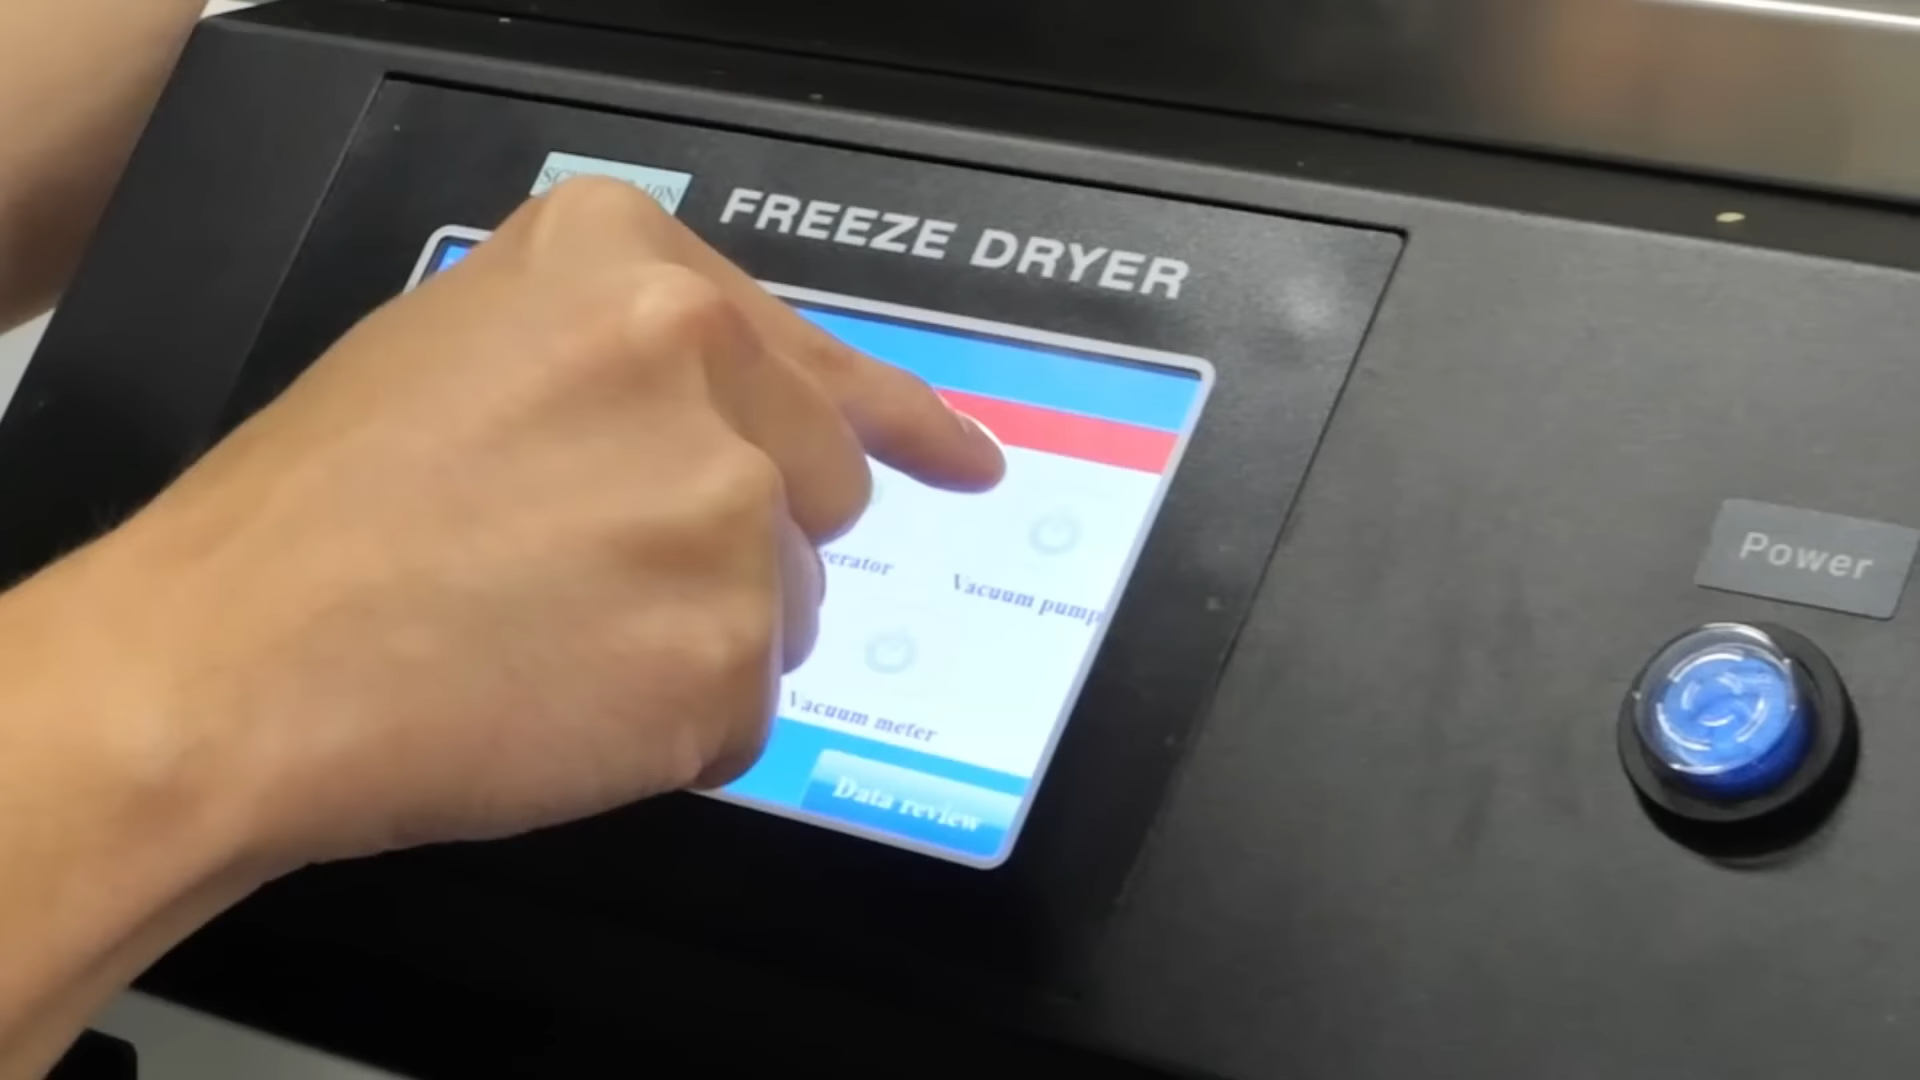 FREEZE DRYER
Power
Vacuum pump
Vacuum meter
Data review